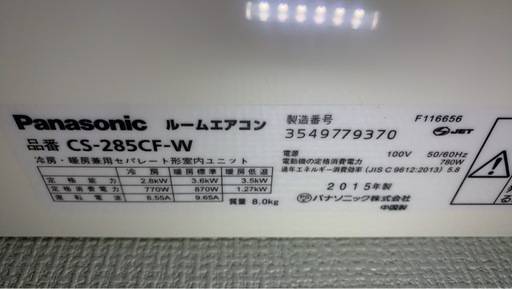 Panasonic ルームエアコン
品番 CS-285CF-W
冷房・暖房兼用セパレート形室内ユニット
冷房 暖房標準 暖房低温
定格能力 2.8kW 3.6kW 3.5kW
定格消費電力 770W 870W 1.27kW
運転電流 8.55A 9.65A 質量 8.0kg
製造番号 F116656
3549779370 JET
電源 100V 50/60Hz
電動機の定格消費電力 780W
通年エネルギー消費効率(JIS C 9612:2013) 5.8
2015年製
パナソニック株式会社
中国製